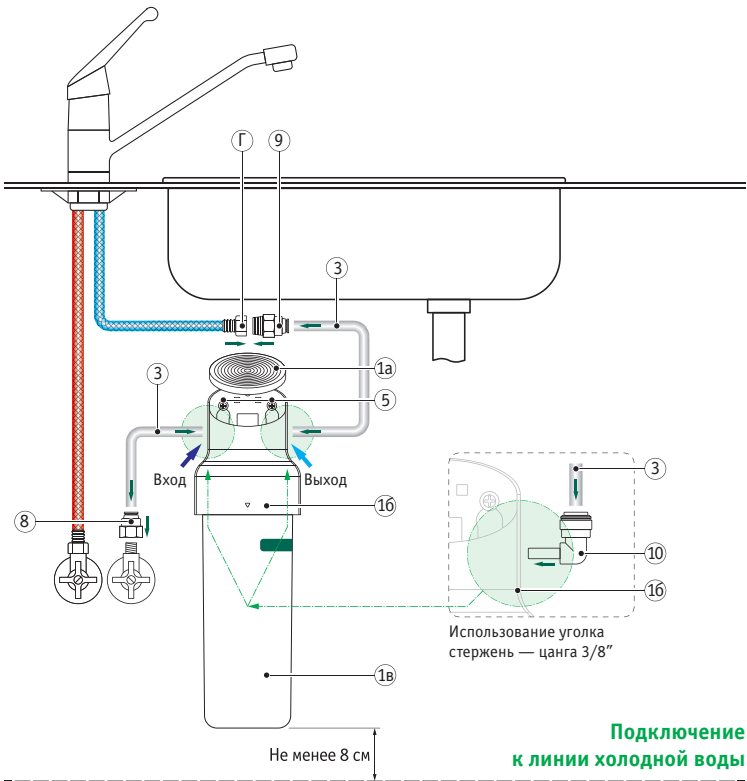 Г
9
3
1а
3
5
Вход
Выход
3
1б
8
10
1б
Использование уголка
стержень — цанга 3/8″
1в
Подключение
к линии холодной воды
Не менее 8 см